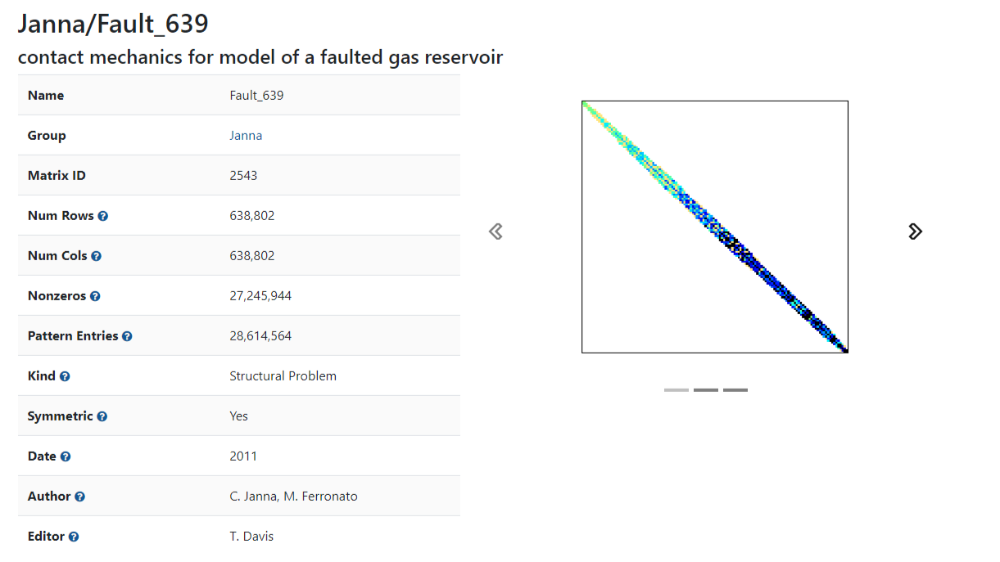 Janna/Fault_639
contact mechanics for model of a faulted gas reservoir
Name Fault_639
Group Janna
Matrix ID 2543
Num Rows 638,802
Num Cols 638,802
Nonzeros 27,245,944
Pattern Entries 28,614,564
Kind Structural Problem
Symmetric Yes
Date 2011
Author C. Janna, M. Ferronato
Editor T. Davis